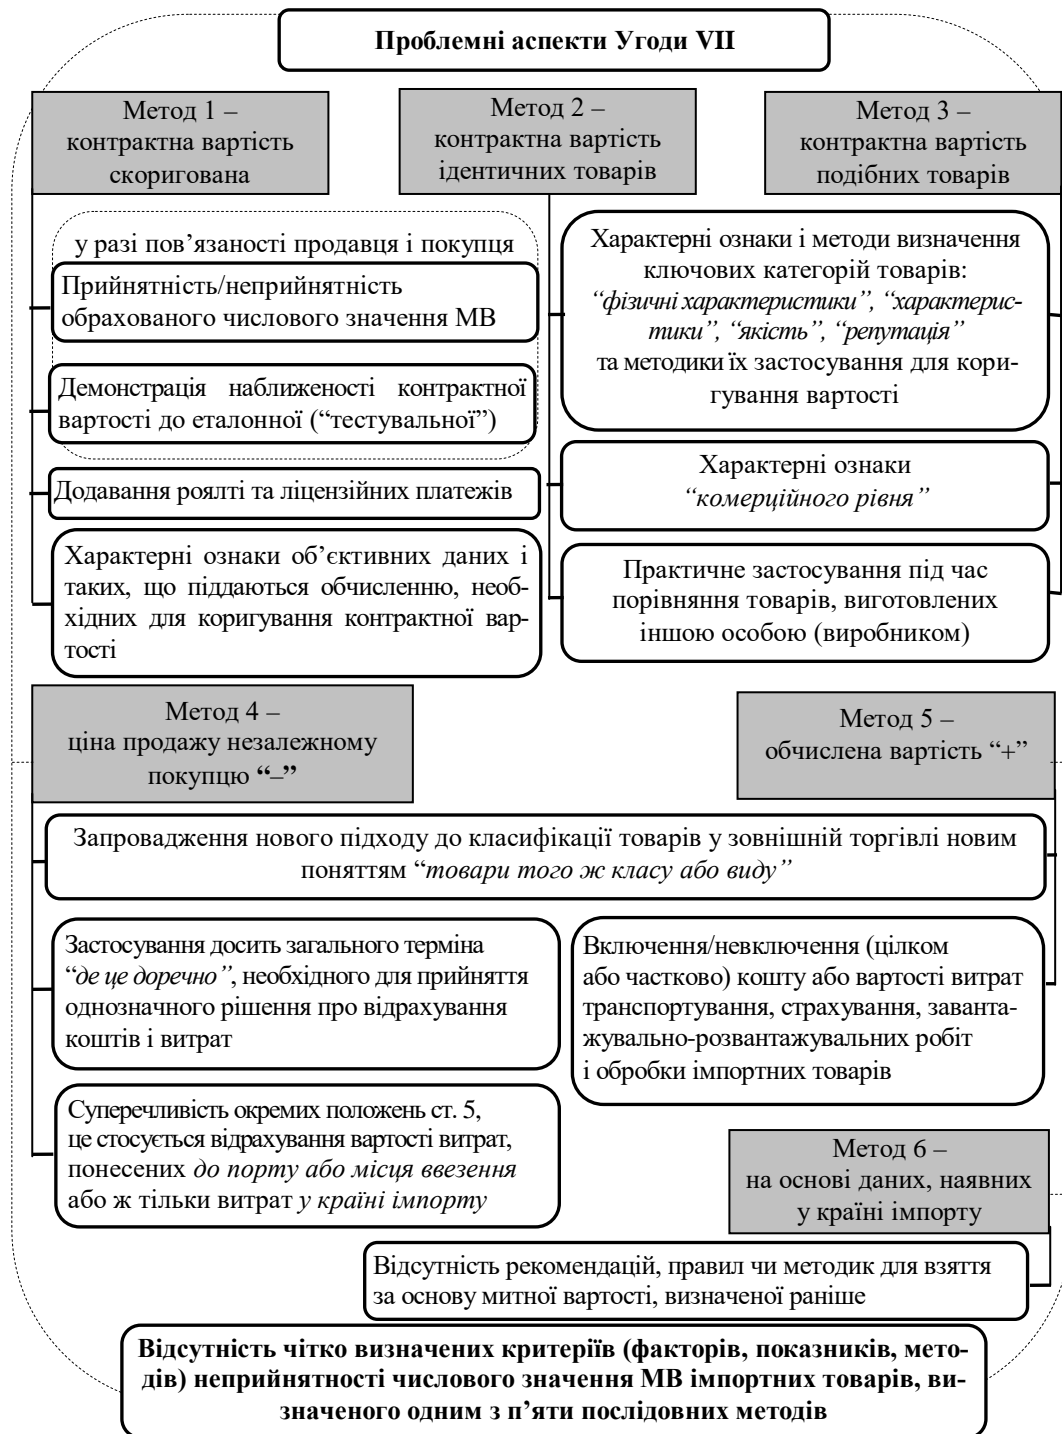 Проблемні аспекти Угоди VII
Метод 1 –
контрактна вартість
скоригована
Метод 2 –
контрактна вартість
ідентичних товарів
Метод 3 –
контрактна вартість
подібних товарів
у разі пов’язаності продавця і покупця
Прийнятність/неприйнятність
обрахованого числового значення МВ
Демонстрація наближеності контрактної
вартості до еталонної (“тестувальної”)
Додавання роялті та ліцензійних платежів
Характерні ознаки об’єктивних даних і
таких, що піддаються обчисленню, необ-
хідних для коригування контрактної вар-
тості
Характерні ознаки і методи визначення
ключових категорій товарів:
“фізичні характеристики”, “характерис-
тики”, “якість”, “репутація”
та методики їх застосування для кори-
гування вартості
Характерні ознаки
“комерційного рівня”
Практичне застосування під час
порівняння товарів, виготовлених
іншою особою (виробником)
Метод 4 –
ціна продажу незалежному
покупцю “–”
Метод 5 –
обчислена вартість “+”
Запровадження нового підходу до класифікації товарів у зовнішній торгівлі новим
поняттям “товари того ж класу або виду”
Застосування досить загального терміна
“де це доречно”, необхідного для прийняття
однозначного рішення про відрахування
коштів і витрат
Включення/невключення (цілком
або частково) кошту або вартості витрат
транспортування, страхування, заванта-
жувально-розвантажувальних робіт
і обробки імпортних товарів
Суперечливість окремих положень ст. 5,
це стосується відрахування вартості витрат,
понесених до порту або місця ввезення
або ж тільки витрат у країні імпорту
Метод 6 –
на основі даних, наявних
у країні імпорту
Відсутність рекомендацій, правил чи методик для взяття
за основу митної вартості, визначеної раніше
Відсутність чітко визначених критеріїв (факторів, показників, мето-
дів) неприйнятності числового значення МВ імпортних товарів, ви-
значеного одним з п’яти послідовних методів